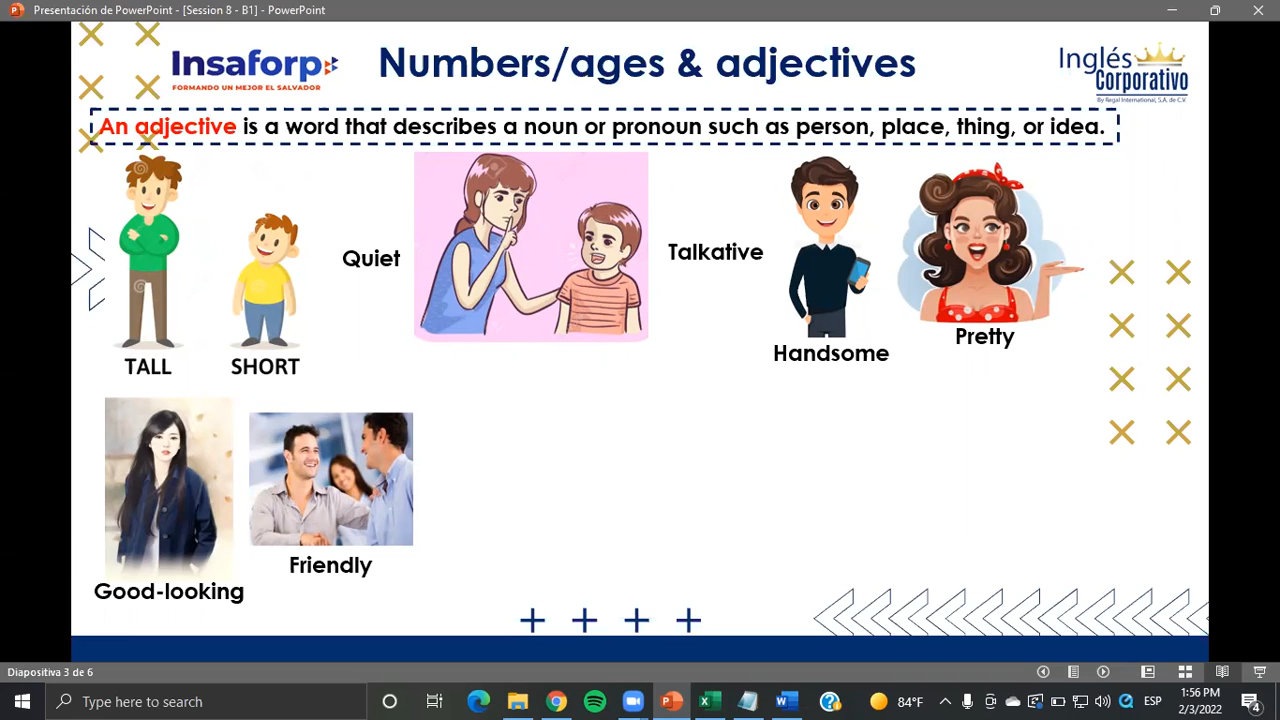 Presentación de PowerPoint - [Session 8 - B1] - PowerPoint
Insaforp
FORMANDO UN MEJOR EL SALVADOR
Numbers/ages & adjectives
Inglés
Corporativo
By Regal International, S.A. de C.V.
An adjective is a word that describes a noun or pronoun such as person, place, thing, or idea.
Quiet
Talkative
TALL
SHORT
Handsome
Pretty
Good-looking
Friendly
Diapositiva 3 de 6
Type here to search
84°F
ESP
1:56 PM
2/3/2022
4